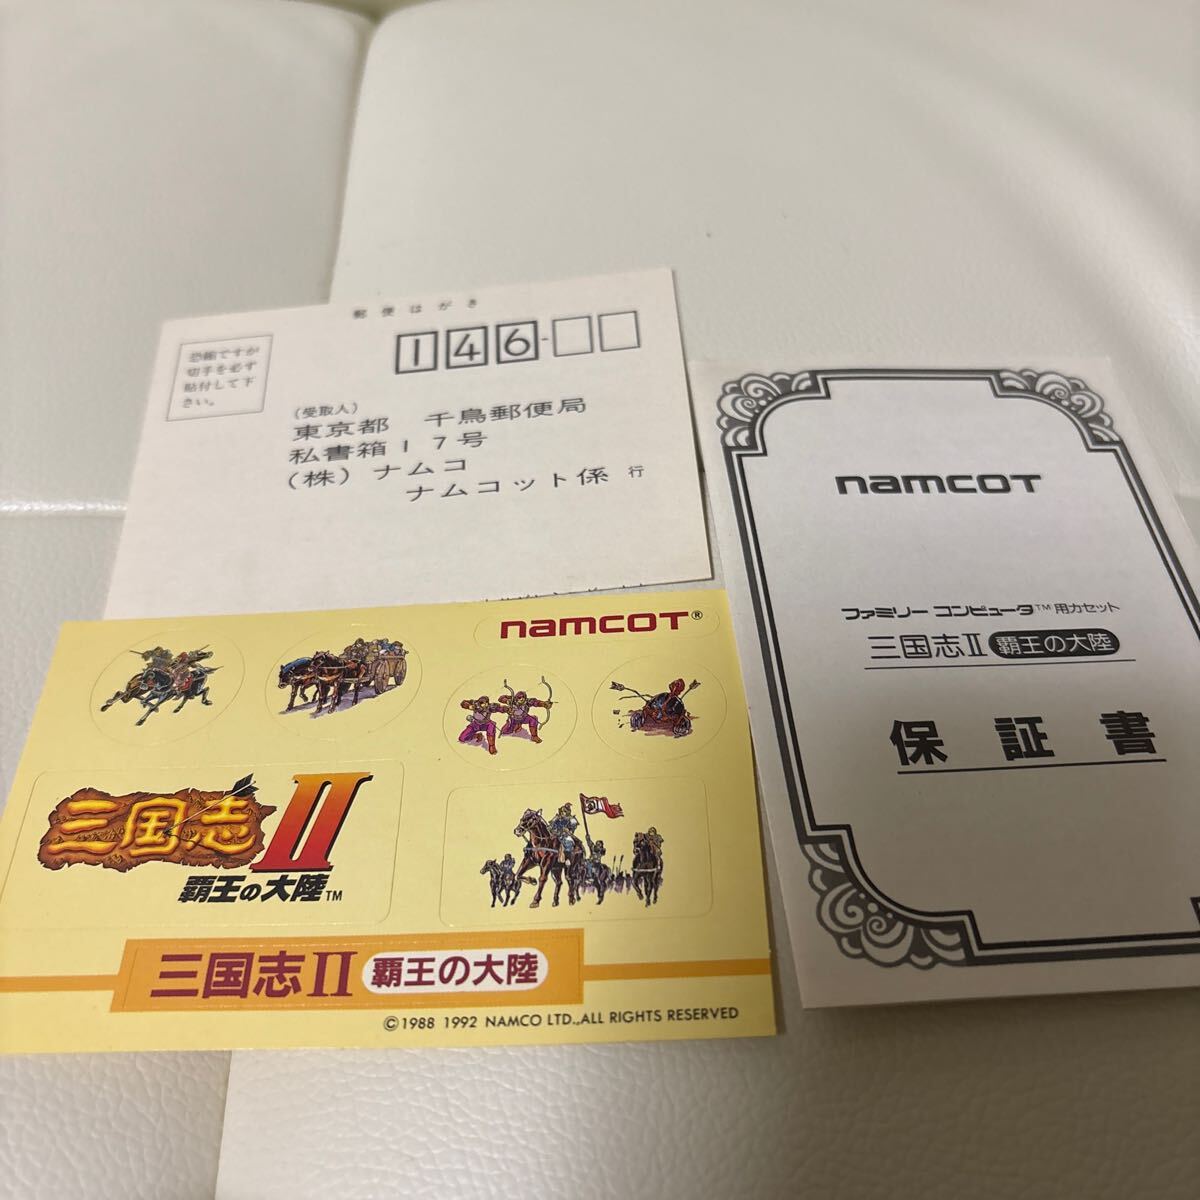 郵便はがき
恐縮ですが
切手を必ず
貼付して下
さい。
146-
(受取人)
東京都 千鳥郵便局
私書箱17号
(株)ナムコ
ナムコット係 行
namcoT
ファミリー コンピュータ™用カセット
三国志II 覇王の大陸
保証書
namcoT®
三国志II
覇王の大陸™
三国志II 覇王の大陸
©1988 1992 NAMCO LTD.,ALL RIGHTS RESERVED